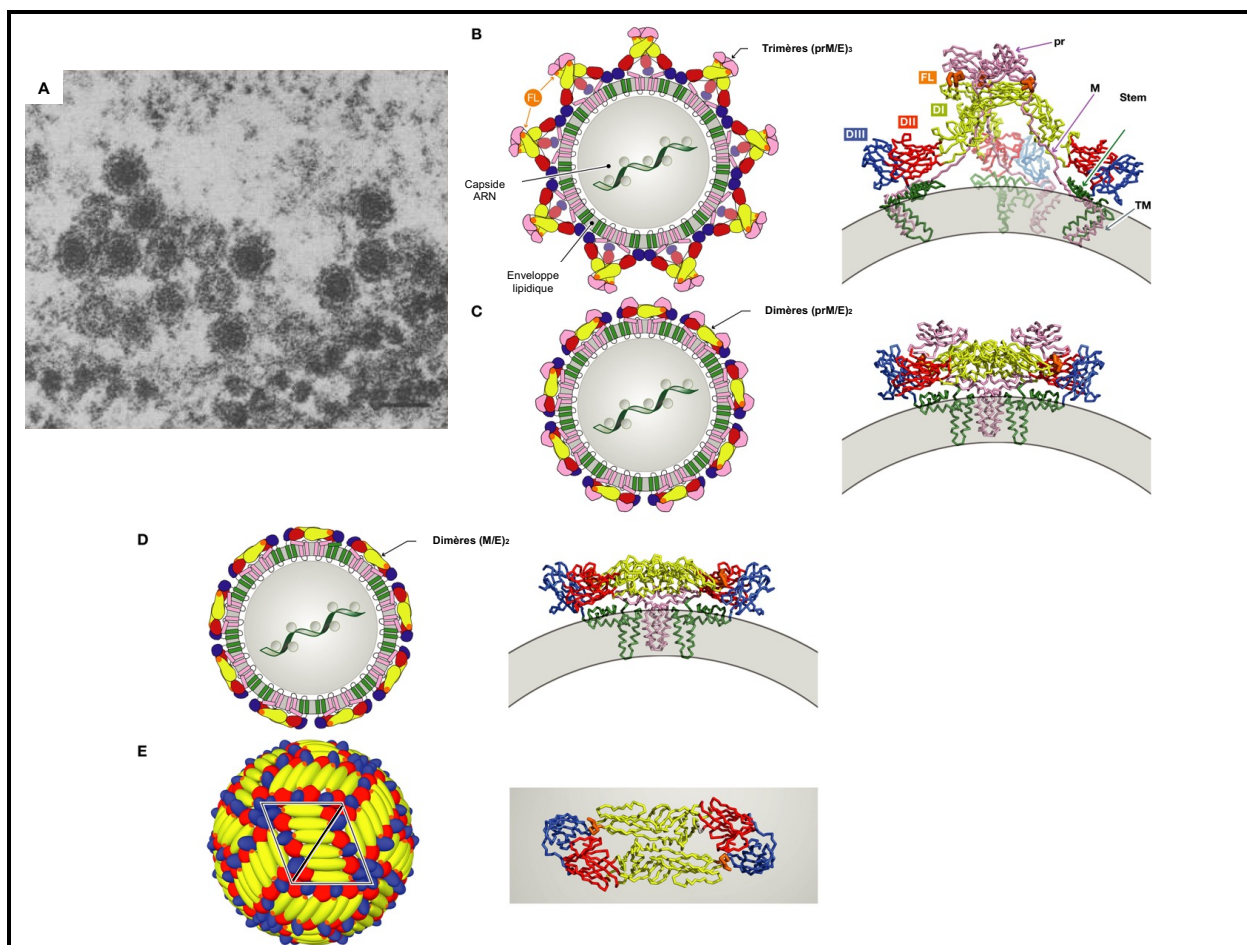 A
B
Trimères (prM/E)3
FL
Capside
ARN
Enveloppe
lipidique
pr
FL
M
Stem
DI
DII
DIII
TM
C
Dimères (prM/E)2
D
Dimères (M/E)2
E